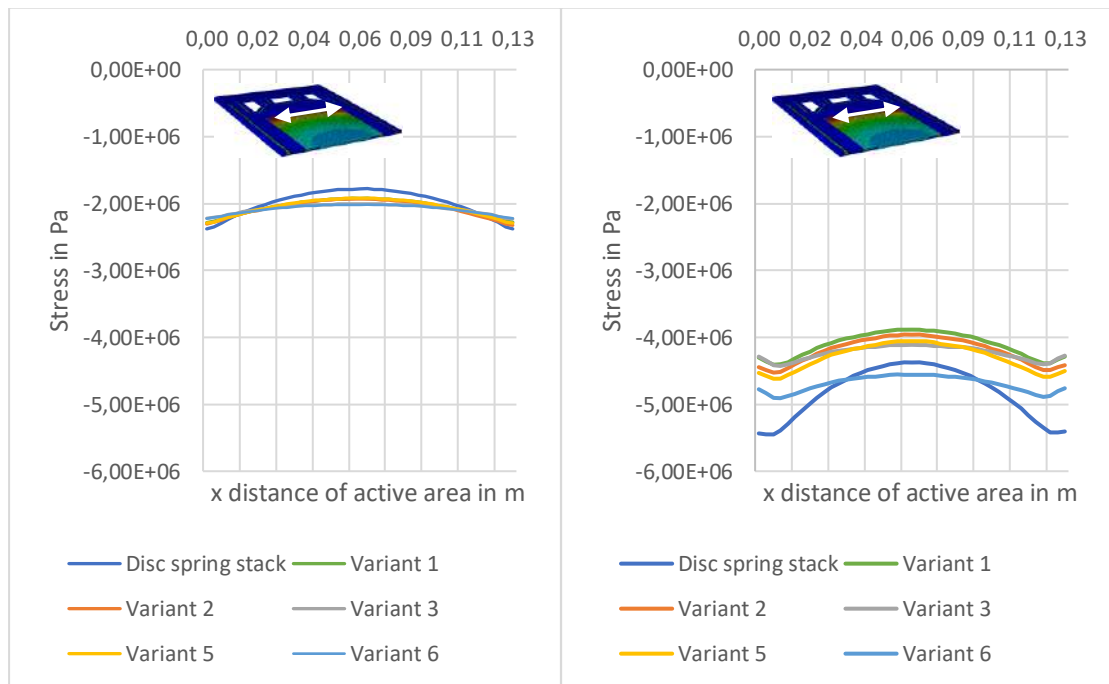 0,00 0,02 0,04 0,06 0,09 0,11 0,13
0,00E+00
-1,00E+06
-2,00E+06
-3,00E+06
-4,00E+06
-5,00E+06
-6,00E+06
Stress in Pa
x distance of active area in m
Disc spring stack Variant 1
Variant 2 Variant 3
Variant 5 Variant 6
0,00 0,02 0,04 0,06 0,09 0,11 0,13
0,00E+00
-1,00E+06
-2,00E+06
-3,00E+06
-4,00E+06
-5,00E+06
-6,00E+06
Stress in Pa
x distance of active area in m
Disc spring stack Variant 1
Variant 2 Variant 3
Variant 5 Variant 6